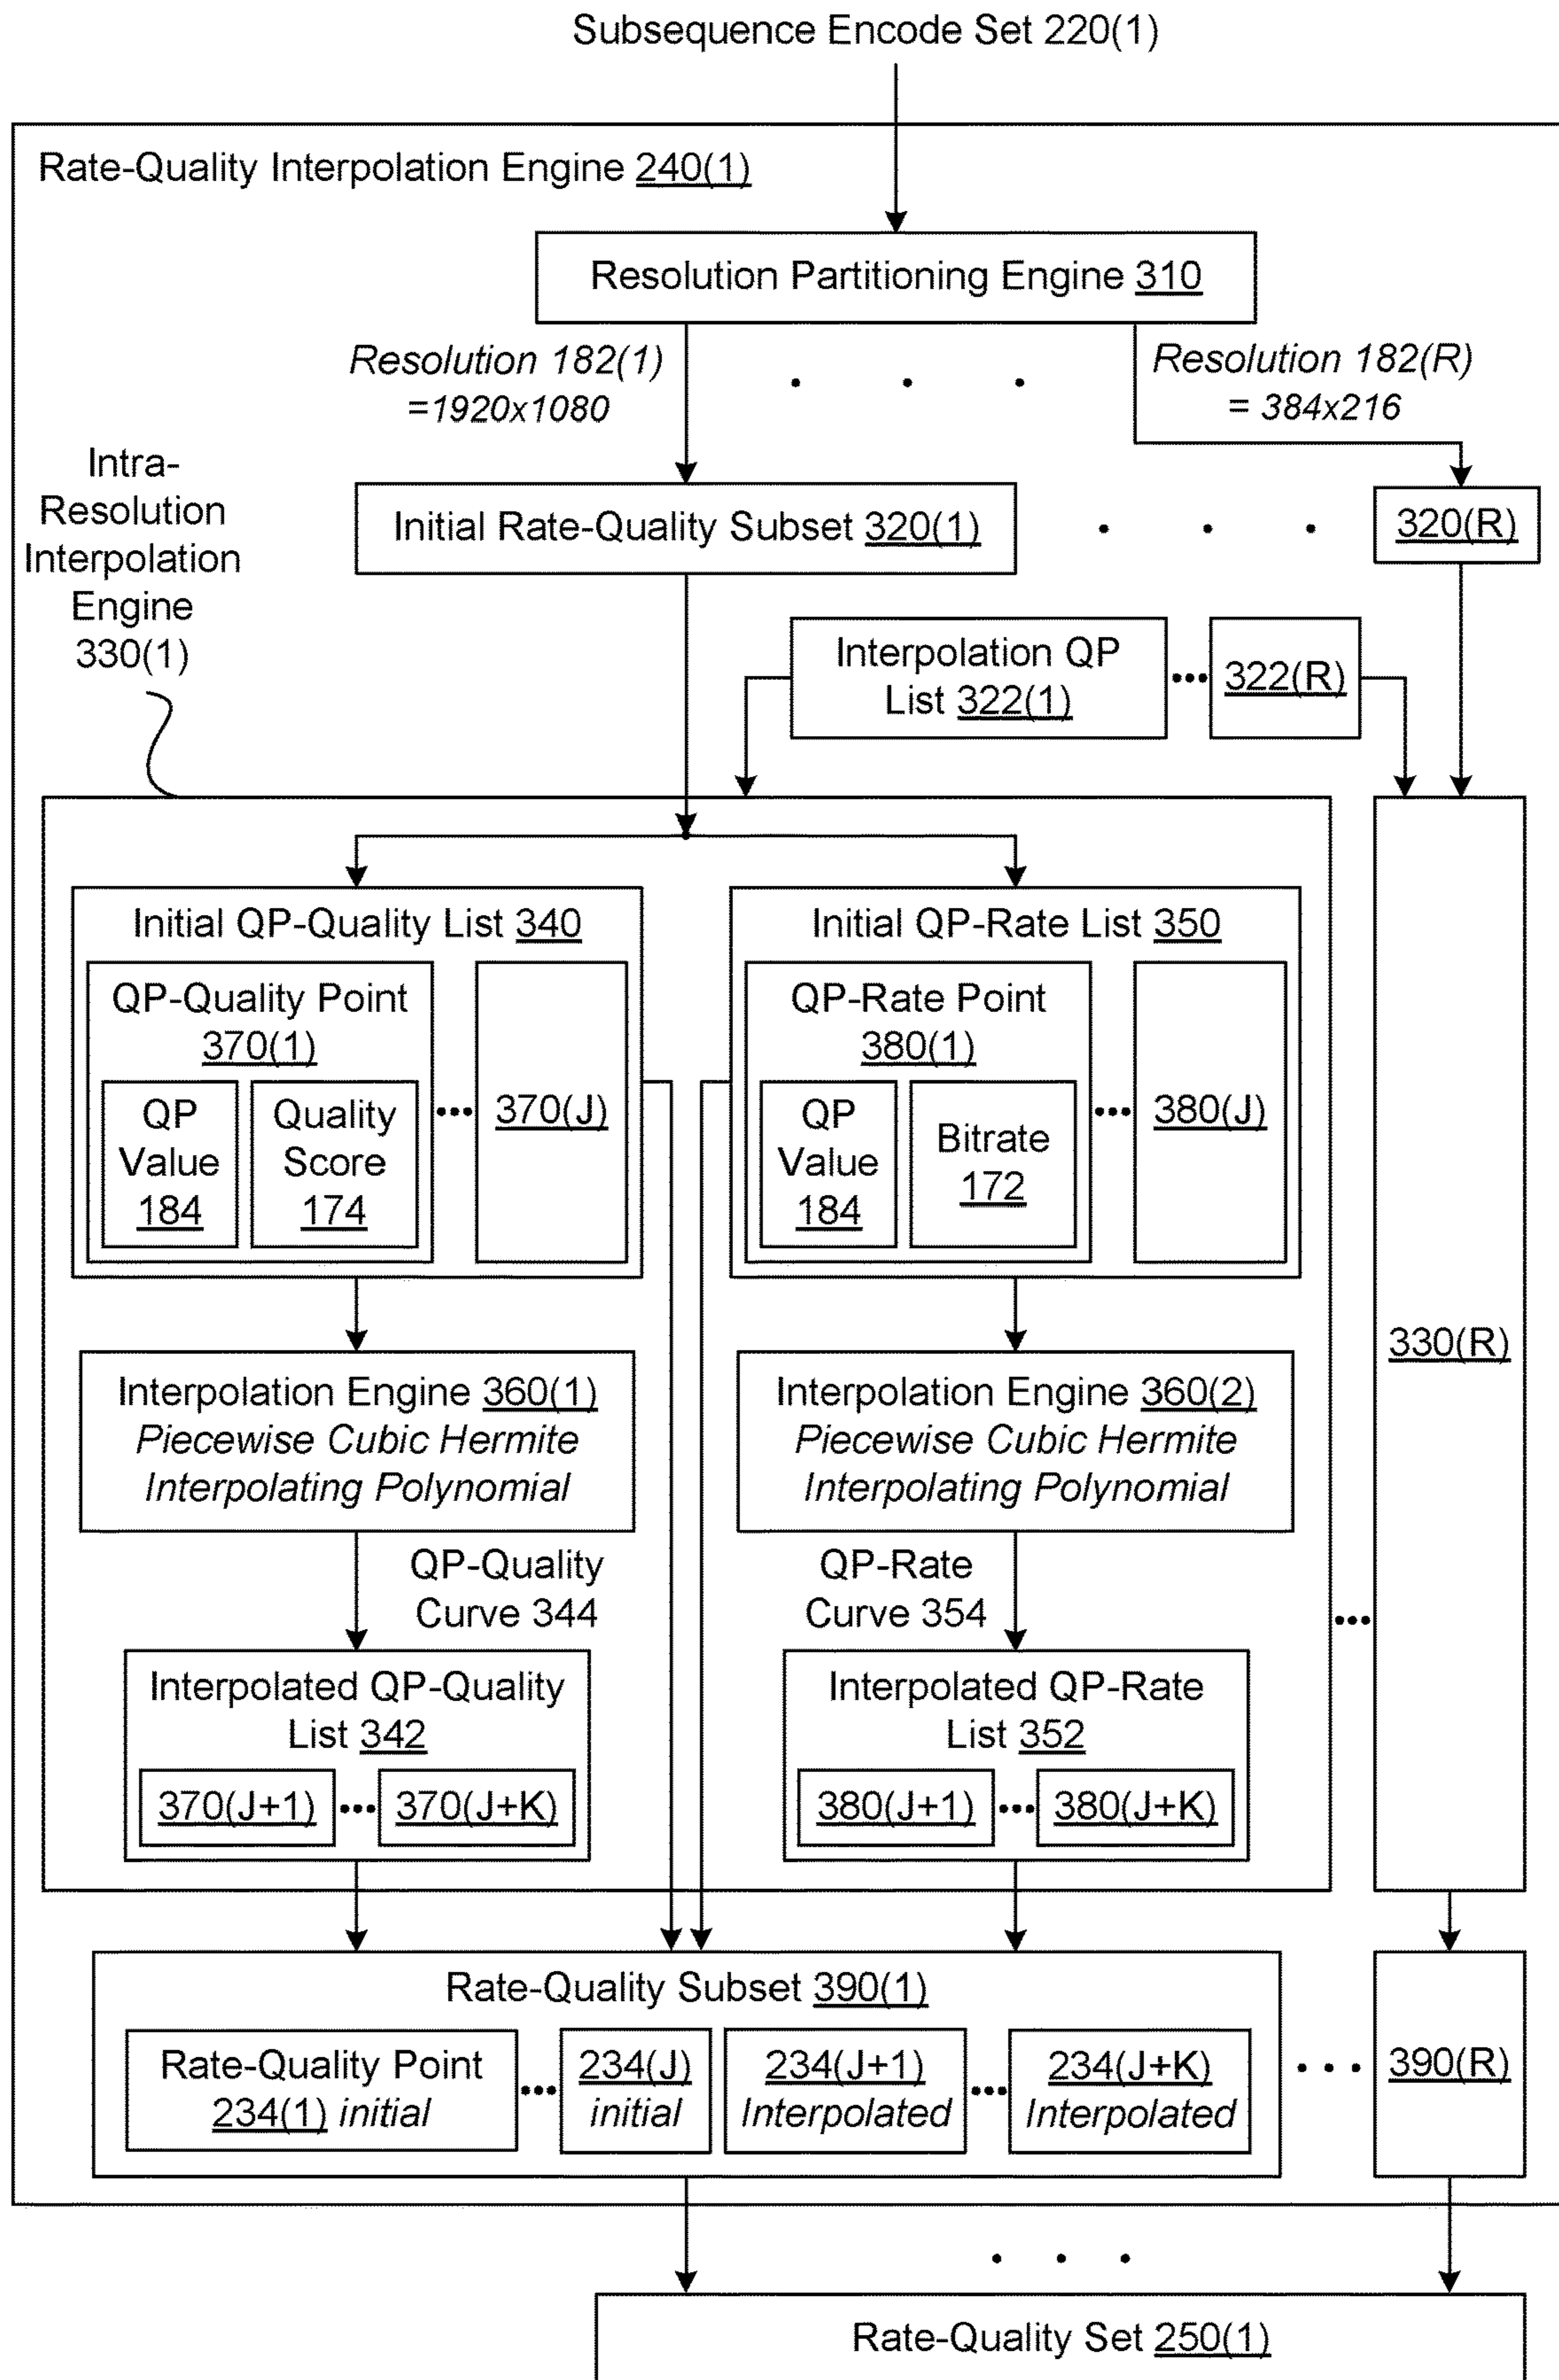 Subsequence Encode Set 220(1)
Rate-Quality Interpolation Engine 240(1)
Resolution Partitioning Engine 310
Resolution 182(1)
=1920x1080
Resolution 182(R)
= 384x216
Intra-
Resolution
Interpolation
Engine
330(1)
Initial Rate-Quality Subset 320(1)
320(R)
Interpolation QP
List 322(1)
322(R)
Initial QP-Quality List 340
QP-Quality Point
370(1)
QP
Value
184
Quality
Score
174
370(J)
Initial QP-Rate List 350
QP-Rate Point
380(1)
QP
Value
184
Bitrate
172
380(J)
330(R)
Interpolation Engine 360(1)
Piecewise Cubic Hermite
Interpolating Polynomial
Interpolation Engine 360(2)
Piecewise Cubic Hermite
Interpolating Polynomial
QP-Quality
Curve 344
QP-Rate
Curve 354
Interpolated QP-Quality
List 342
370(J+1)
370(J+K)
Interpolated QP-Rate
List 352
380(J+1)
380(J+K)
Rate-Quality Subset 390(1)
Rate-Quality Point
234(1) initial
234(J)
initial
234(J+1)
Interpolated
234(J+K)
Interpolated
390(R)
Rate-Quality Set 250(1)